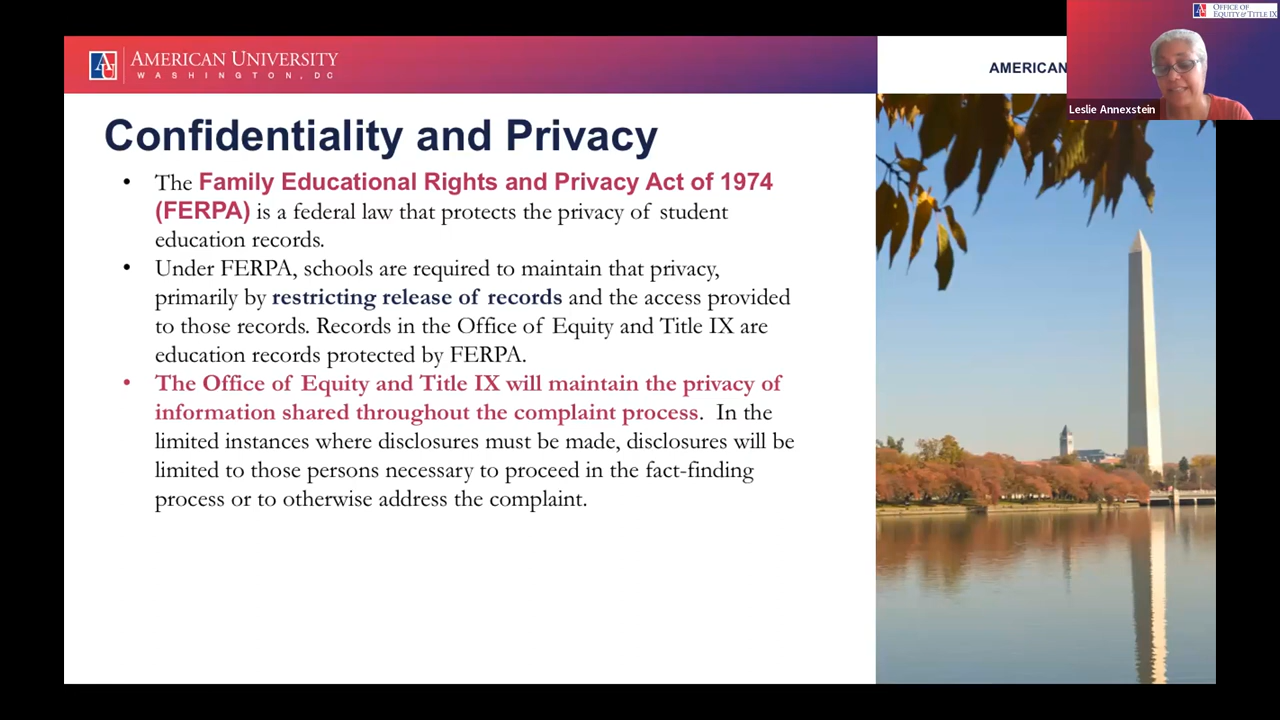 AMERICAN UNIVERSITY
WASHINGTON, DC
AMERICAN
OFFICE OF
EQUITY & TITLE IX
Leslie Annexstein
Confidentiality and Privacy
• The Family Educational Rights and Privacy Act of 1974
(FERPA) is a federal law that protects the privacy of student
education records.
• Under FERPA, schools are required to maintain that privacy,
primarily by restricting release of records and the access provided
to those records. Records in the Office of Equity and Title IX are
education records protected by FERPA.
• The Office of Equity and Title IX will maintain the privacy of
information shared throughout the complaint process. In the
limited instances where disclosures must be made, disclosures will be
limited to those persons necessary to proceed in the fact-finding
process or to otherwise address the complaint.